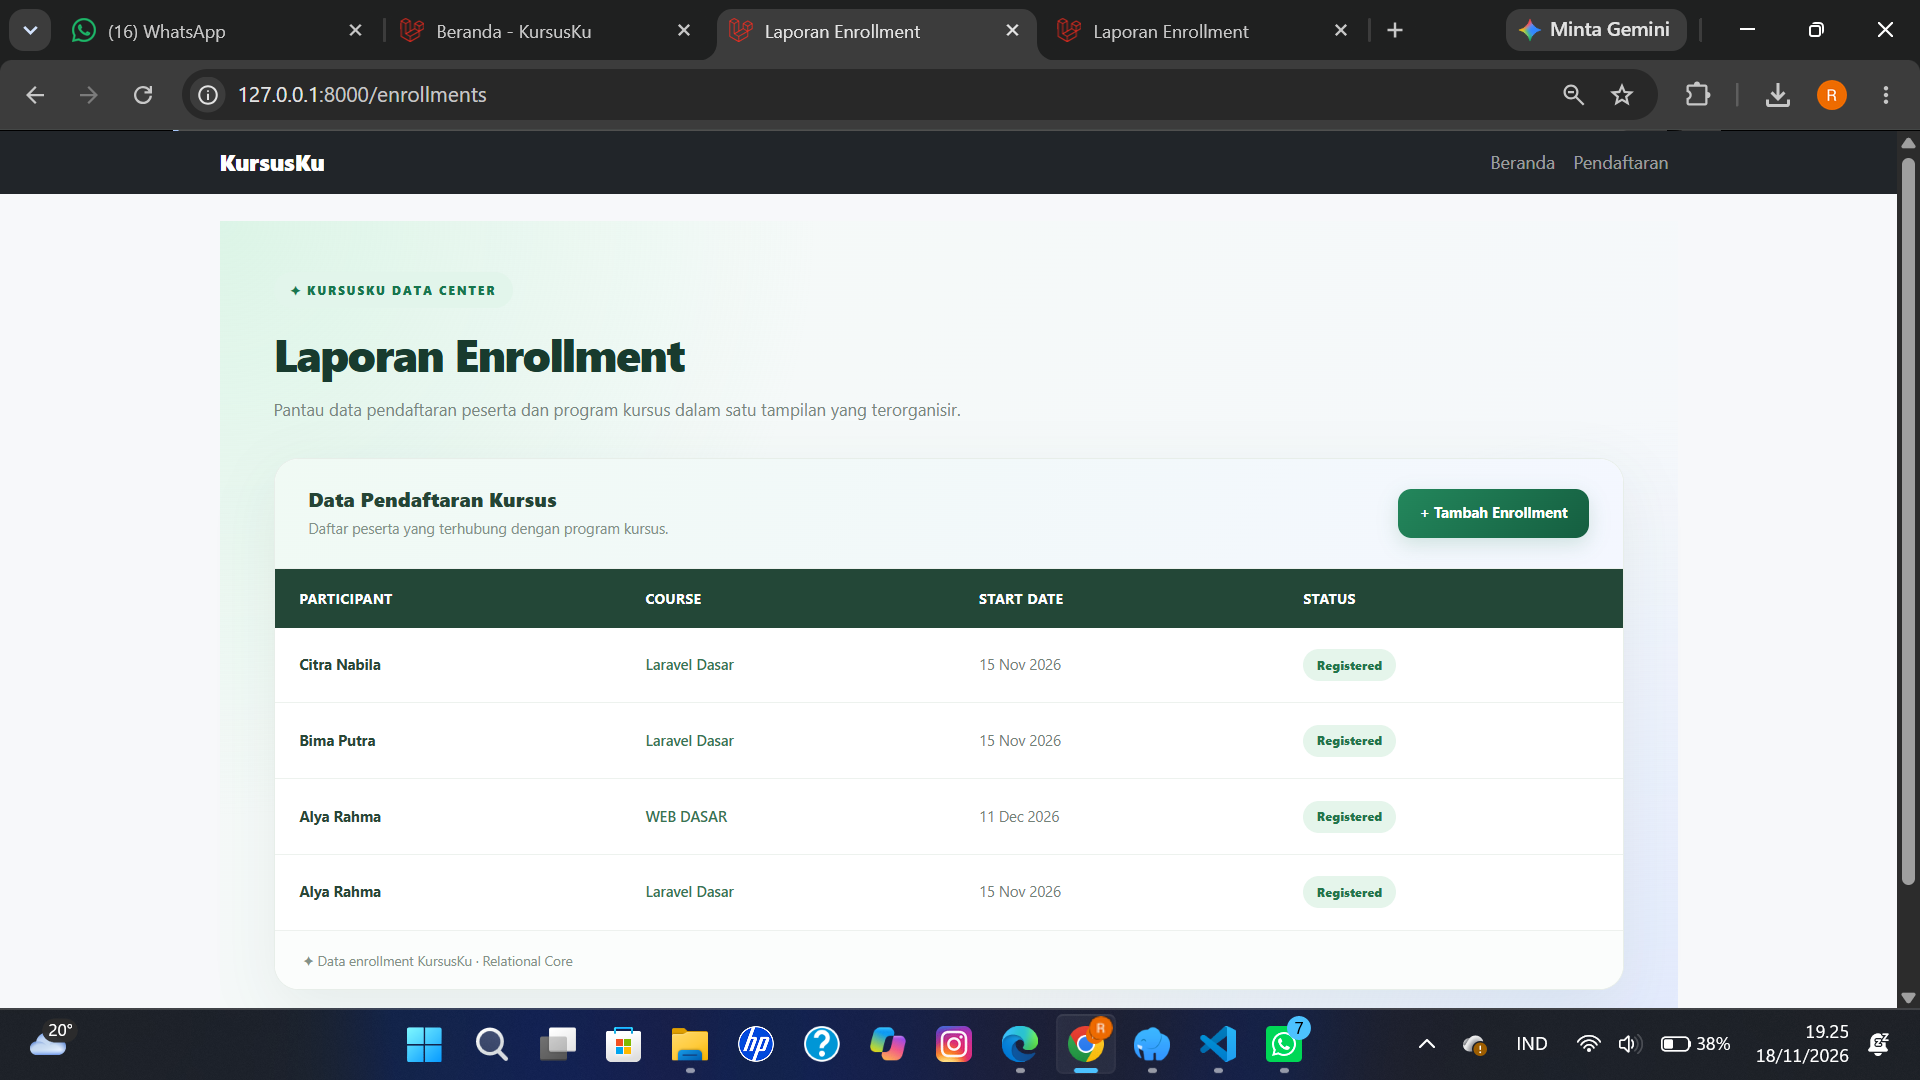 (16) WhatsApp
Beranda - KursusKu
Laporan Enrollment
Laporan Enrollment
Minta Gemini
127.0.0.1:8000/enrollments
R
KursusKu
Beranda
Pendaftaran
✦ KURSUSKU DATA CENTER
Laporan Enrollment
Pantau data pendaftaran peserta dan program kursus dalam satu tampilan yang terorganisir.
Data Pendaftaran Kursus
Daftar peserta yang terhubung dengan program kursus.
+ Tambah Enrollment
PARTICIPANT COURSE START DATE STATUS
Citra Nabila Laravel Dasar 15 Nov 2026 Registered
Bima Putra Laravel Dasar 15 Nov 2026 Registered
Alya Rahma WEB DASAR 11 Dec 2026 Registered
Alya Rahma Laravel Dasar 15 Nov 2026 Registered
✦ Data enrollment KursusKu · Relational Core
20°
hp
?
R
7
IND
38%
19.25
18/11/2026